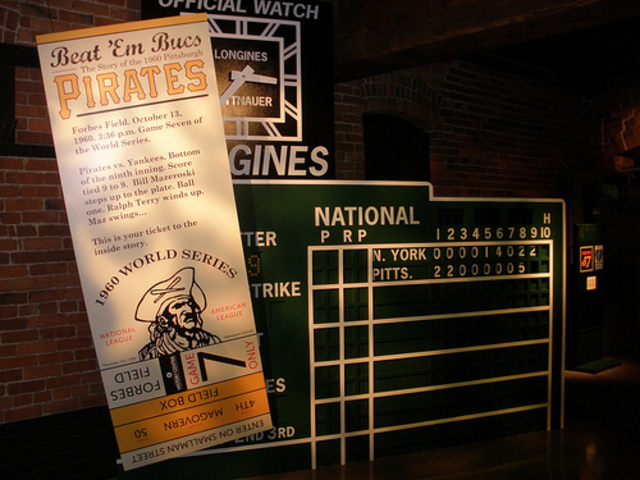 OFFICIAL WATCH
LONGINES
TNAUER
GINES
Beat 'Em Bucs
The Story of the 1960 Pittsburgh
PIRATES
Forbes Field. October 13,
1960. 3:36 p.m. Game Seven of
the World Series.
Pirates vs. Yankees. Bottom
of the ninth inning. Score
tied 9 to 9. Bill Mazeroski
steps up to the plate. Ball
one. Ralph Terry winds up.
Maz swings...
This is your ticket to the
inside story.
1960 WORLD SERIES
NATIONAL
LEAGUE
AMERICAN
LEAGUE
FORBES
FIELD
GAME
7
ONLY
FIELD BOX
4TH MAGOVERN 50
ENTER ON SMALLMAN STREET
NATIONAL
P R P 1 2 3 4 5 6 7 8 9 10 H
N. YORK 0 0 0 0 1 4 0 2 2
PITTS. 2 2 0 0 0 0 0 5
TTER
TRIKE
ES
2ND 3RD